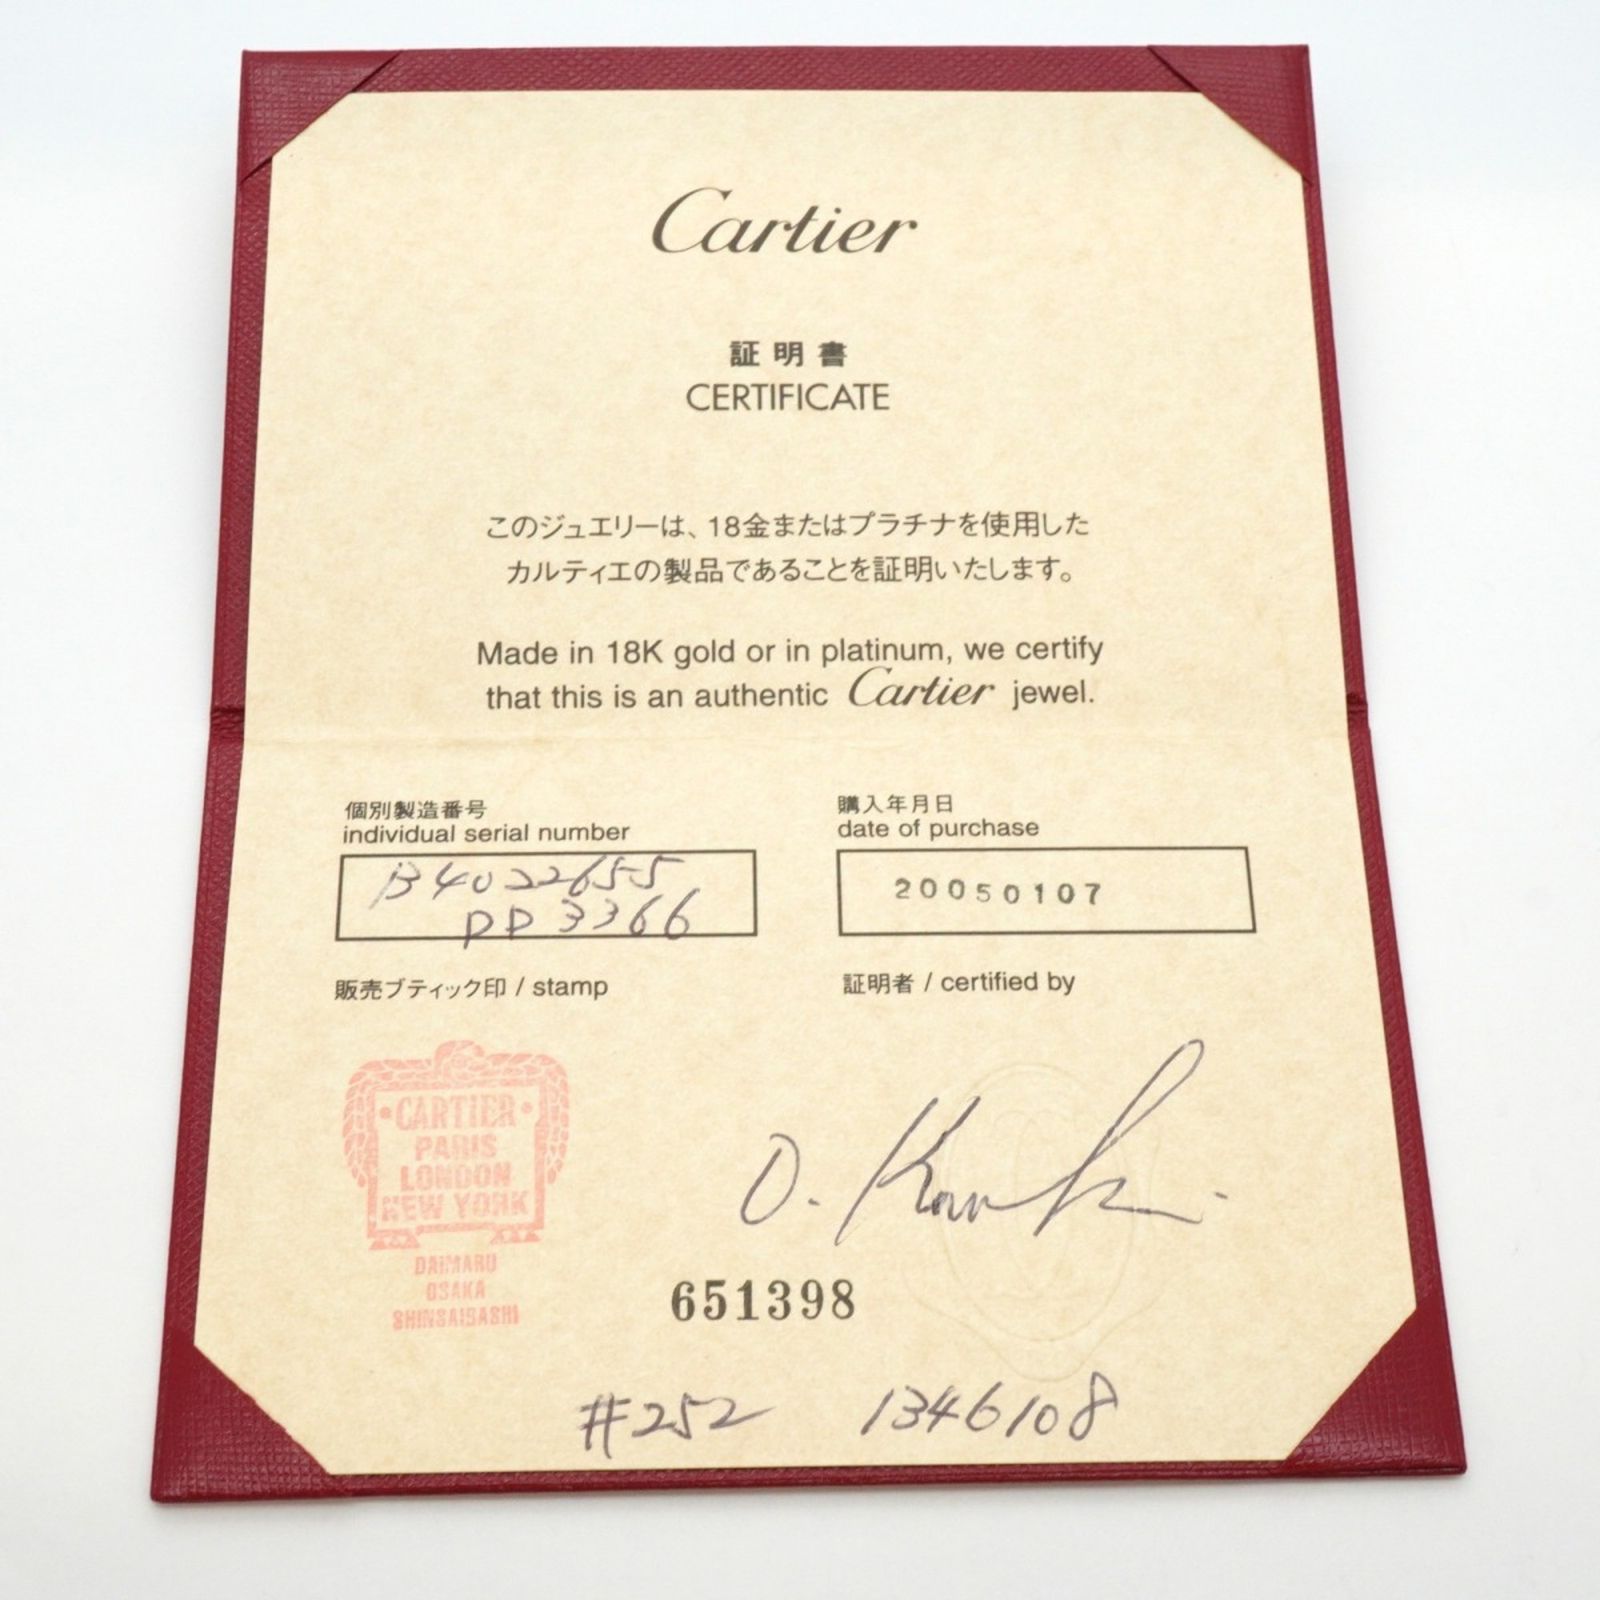 Cartier
証明書
CERTIFICATE
このジュエリーは、18金またはプラチナを使用した
カルティエの製品であることを証明いたします。
Made in 18K gold or in platinum, we certify
that this is an authentic Cartier jewel.
個別製造番号
individual serial number
B4022655
DD3366
購入年月日
date of purchase
20050107
販売ブティック印 / stamp
証明者 / certified by
CARTIER
PARIS
LONDON
NEW YORK
DAIMARU
OSAKA
SHINSAIBASHI
O.
651398
#252 1346108